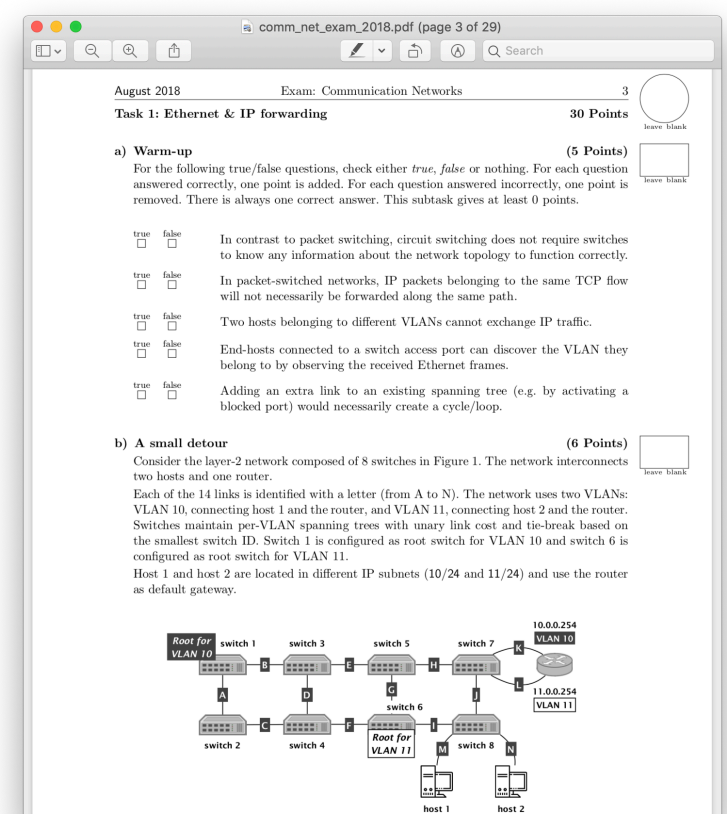 comm_net_exam_2018.pdf (page 3 of 29)
Search
August 2018 Exam: Communication Networks 3
Task 1: Ethernet & IP forwarding 30 Points
leave blank
a) Warm-up (5 Points)
leave blank
For the following true/false questions, check either true, false or nothing. For each question
answered correctly, one point is added. For each question answered incorrectly, one point is
removed. There is always one correct answer. This subtask gives at least 0 points.
true false
In contrast to packet switching, circuit switching does not require switches
to know any information about the network topology to function correctly.
true false
In packet-switched networks, IP packets belonging to the same TCP flow
will not necessarily be forwarded along the same path.
true false
Two hosts belonging to different VLANs cannot exchange IP traffic.
true false
End-hosts connected to a switch access port can discover the VLAN they
belong to by observing the received Ethernet frames.
true false
Adding an extra link to an existing spanning tree (e.g. by activating a
blocked port) would necessarily create a cycle/loop.
b) A small detour (6 Points)
leave blank
Consider the layer-2 network composed of 8 switches in Figure 1. The network interconnects
two hosts and one router.
Each of the 14 links is identified with a letter (from A to N). The network uses two VLANs:
VLAN 10, connecting host 1 and the router, and VLAN 11, connecting host 2 and the router.
Switches maintain per-VLAN spanning trees with unary link cost and tie-break based on
the smallest switch ID. Switch 1 is configured as root switch for VLAN 10 and switch 6 is
configured as root switch for VLAN 11.
Host 1 and host 2 are located in different IP subnets (10/24 and 11/24) and use the router
as default gateway.
10.0.0.254
VLAN 10
Root for
VLAN 10
switch 1 switch 3 switch 5 switch 7
K
B E H
L
11.0.0.254
VLAN 11
A D G J
switch 6
C F I
Root for
VLAN 11
switch 2 switch 4 switch 8
M N
host 1 host 2